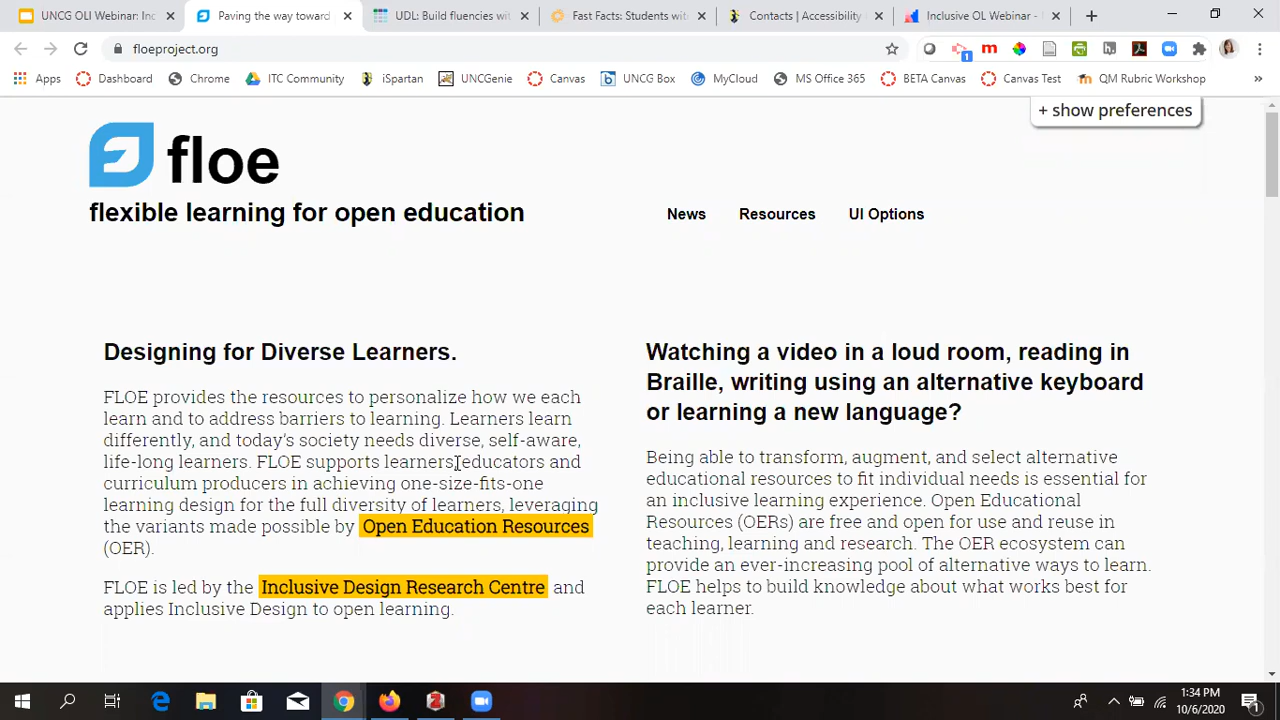 UNCG OLI Webinar: Inc
Paving the way toward
UDL: Build fluencies wit
Fast Facts: Students wit
Contacts | Accessibility
Inclusive OL Webinar -
floeproject.org
Apps
Dashboard
Chrome
ITC Community
iSpartan
UNCGenie
Canvas
UNCG Box
MyCloud
MS Office 365
BETA Canvas
Canvas Test
QM Rubric Workshop
»
+ show preferences
floe
flexible learning for open education
News
Resources
UI Options
Designing for Diverse Learners.
FLOE provides the resources to personalize how we each
learn and to address barriers to learning. Learners learn
differently, and today's society needs diverse, self-aware,
life-long learners. FLOE supports learners, educators and
curriculum producers in achieving one-size-fits-one
learning design for the full diversity of learners, leveraging
the variants made possible by Open Education Resources
(OER).
FLOE is led by the Inclusive Design Research Centre and
applies Inclusive Design to open learning.
Watching a video in a loud room, reading in
Braille, writing using an alternative keyboard
or learning a new language?
Being able to transform, augment, and select alternative
educational resources to fit individual needs is essential for
an inclusive learning experience. Open Educational
Resources (OERs) are free and open for use and reuse in
teaching, learning and research. The OER ecosystem can
provide an ever-increasing pool of alternative ways to learn.
FLOE helps to build knowledge about what works best for
each learner.
1:34 PM
10/6/2020